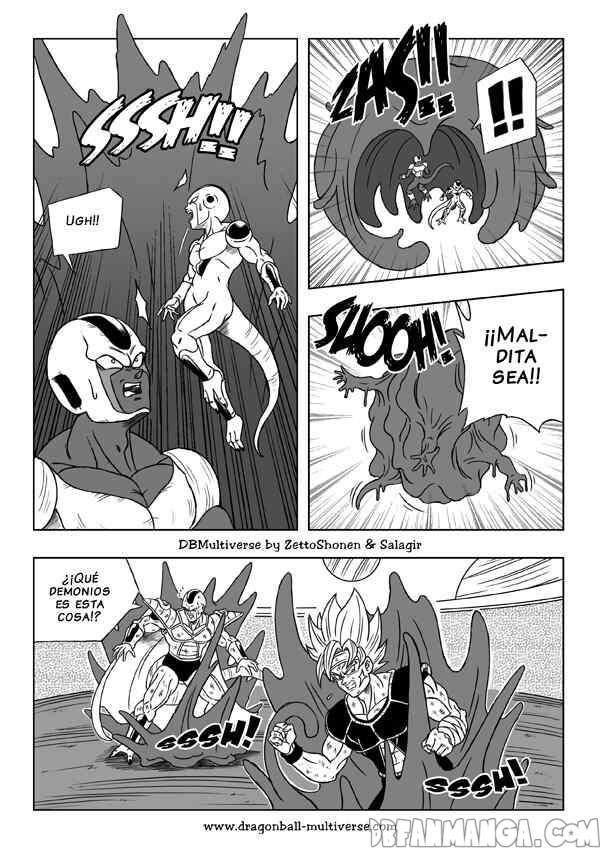 SSSH!!
UGH!!
ZAS!!
!!
SHOOH!
¡¡MAL-
DITA
SEA!!
DBMultiverse by ZettoShonen & Salagir
¿¡QUÉ
DEMONIOS
ES ESTA
COSA!?
SSSH!
SSSH!
www.dragonball-multiverse.com
DBFANMANGA.COM